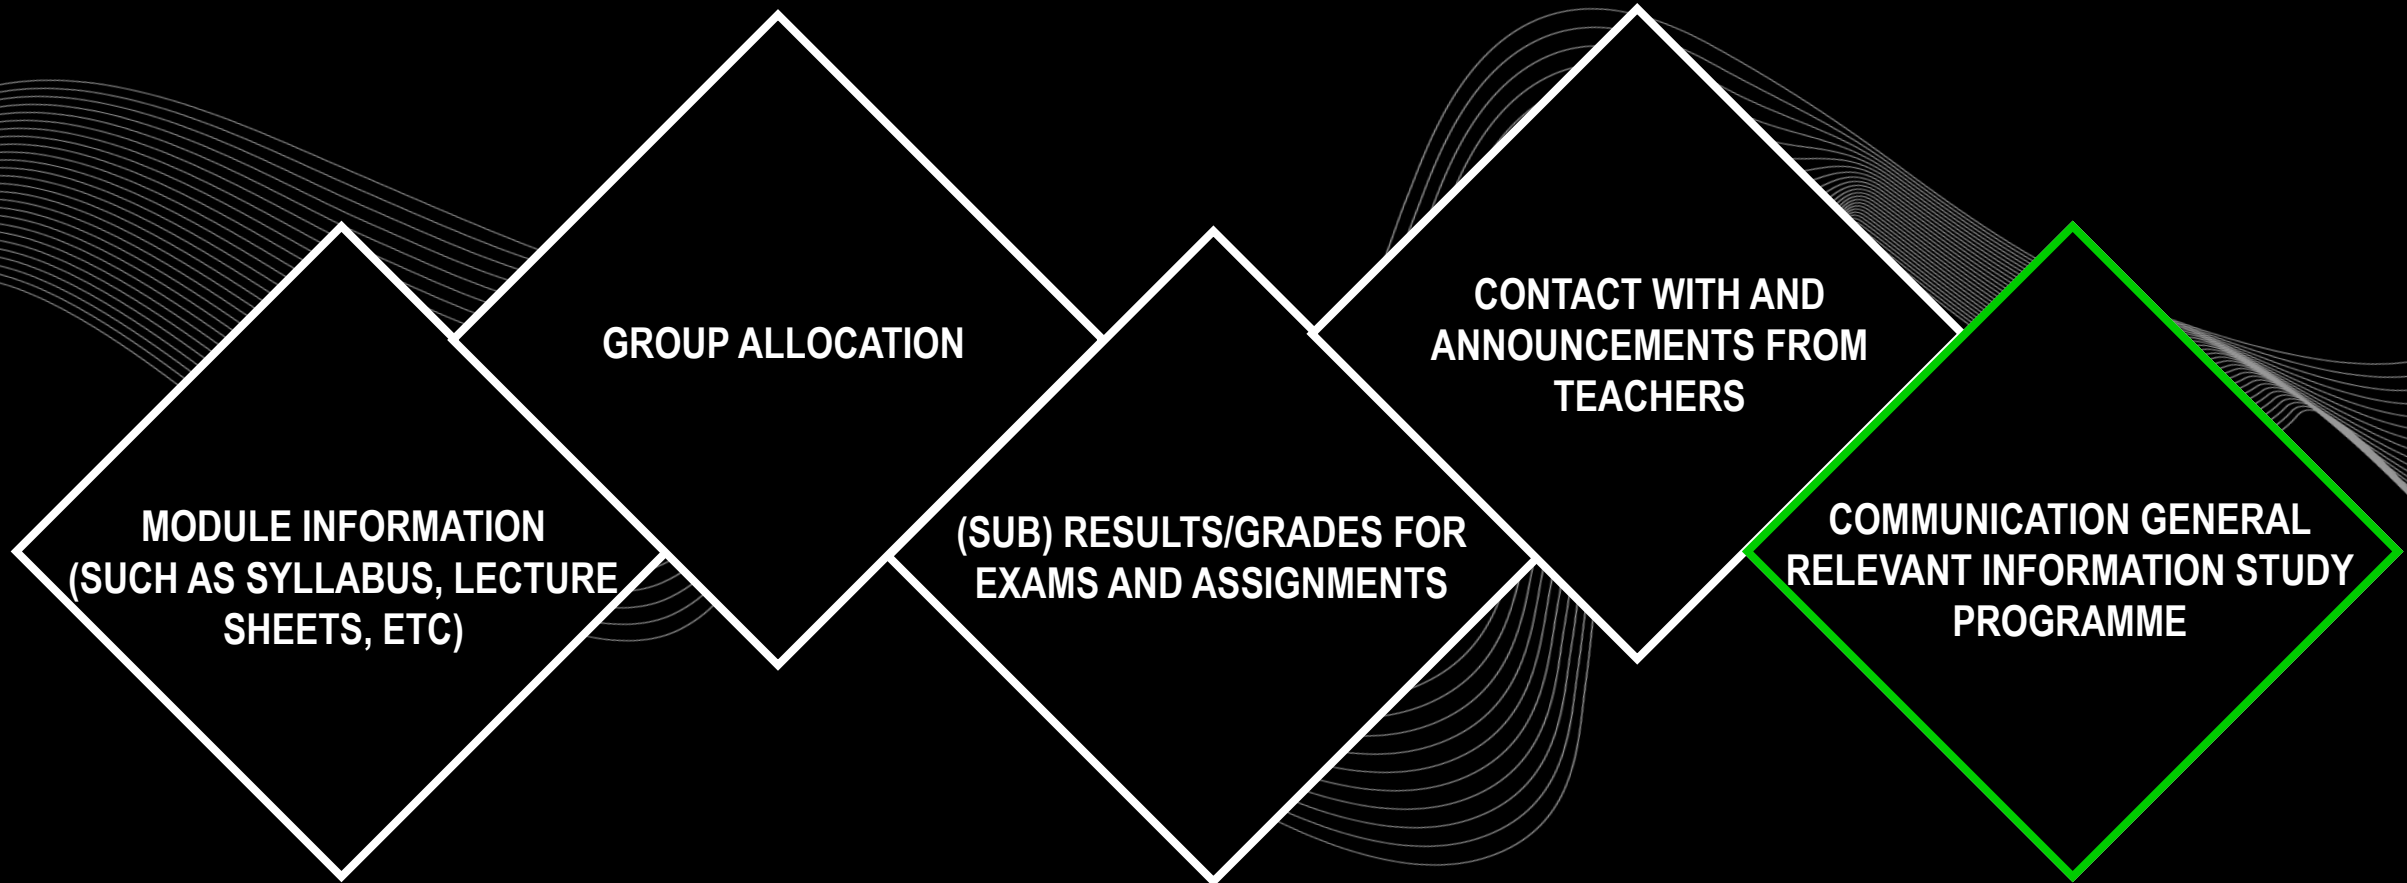 MODULE INFORMATION
(SUCH AS SYLLABUS, LECTURE
SHEETS, ETC)
GROUP ALLOCATION
(SUB) RESULTS/GRADES FOR
EXAMS AND ASSIGNMENTS
CONTACT WITH AND
ANNOUNCEMENTS FROM
TEACHERS
COMMUNICATION GENERAL
RELEVANT INFORMATION STUDY
PROGRAMME